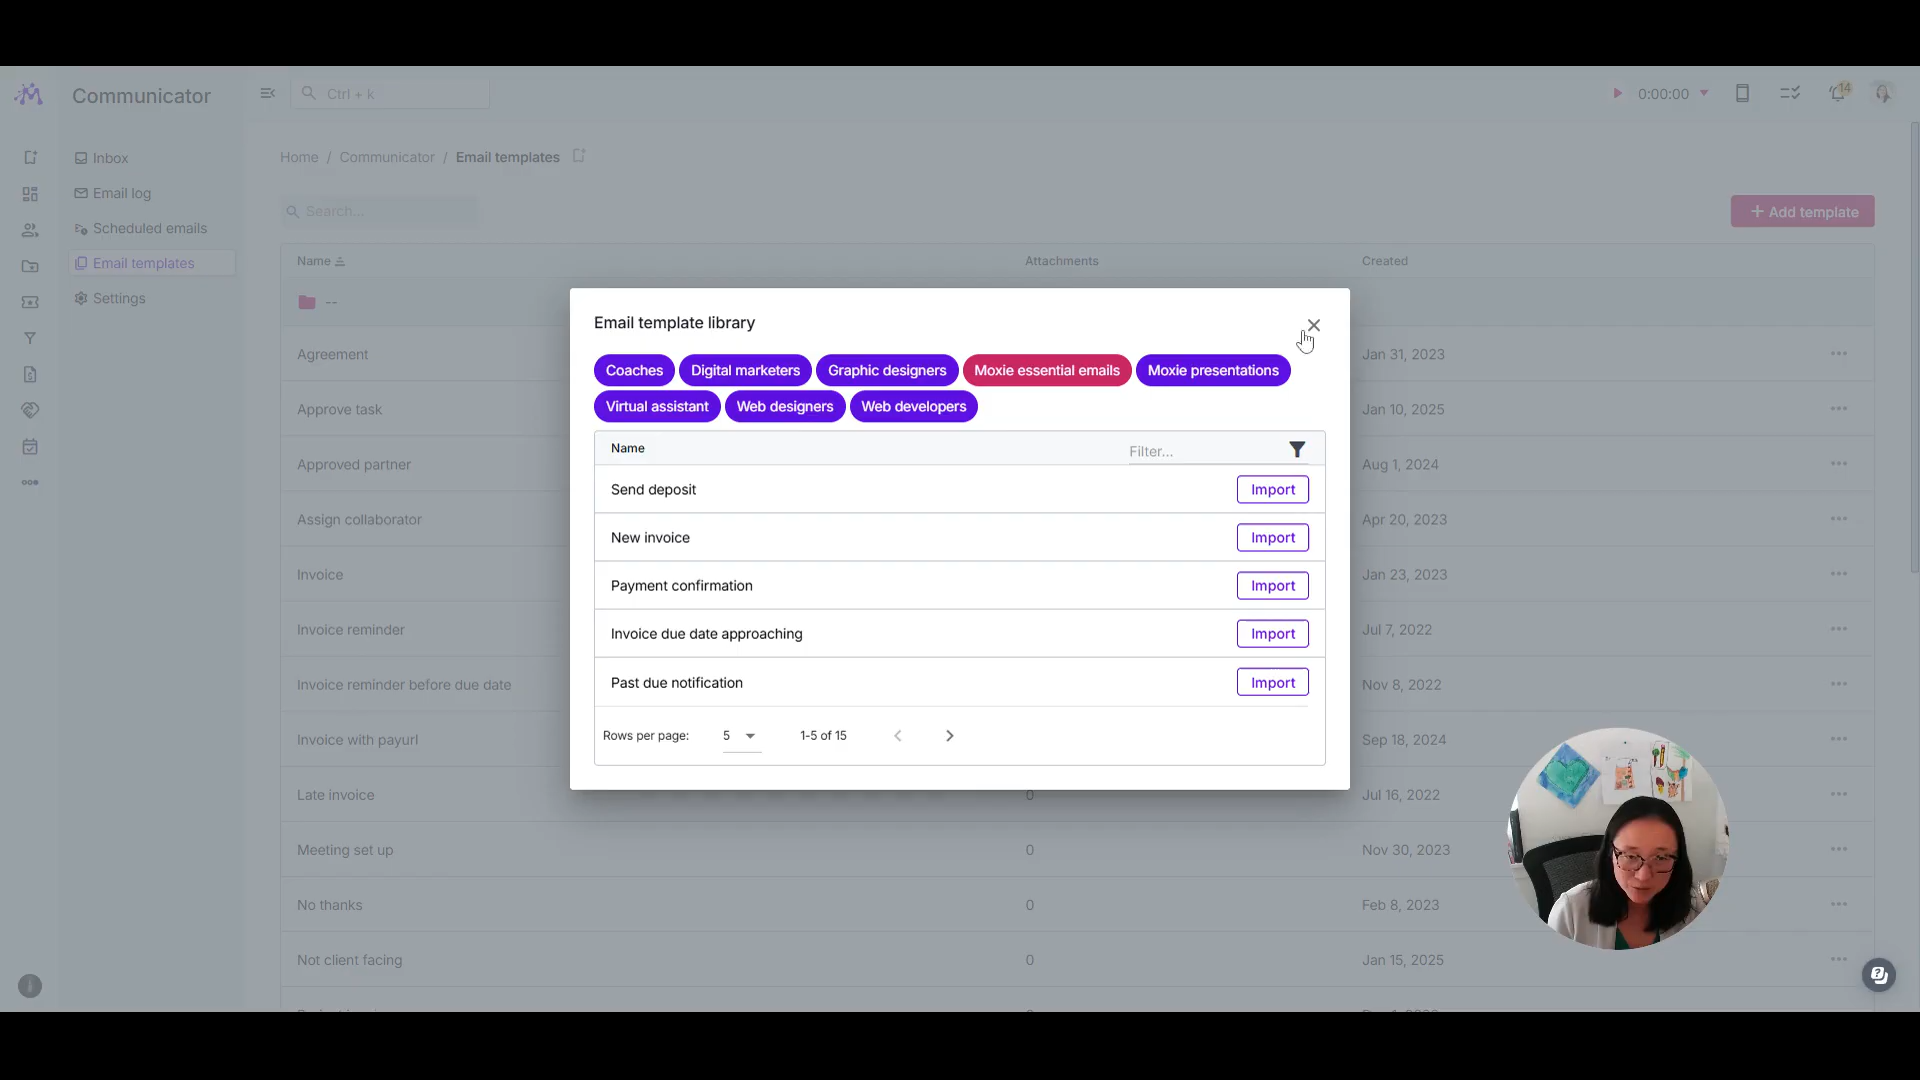 Communicator
Ctrl + k
0:00:00
14
Inbox
Email log
Scheduled emails
Email templates
Settings
Home / Communicator / Email templates
Search...
+ Add template
Name
Attachments
Created
--
Agreement
Jan 31, 2023
Approve task
Jan 10, 2025
Approved partner
Aug 1, 2024
Assign collaborator
Apr 20, 2023
Invoice
Jan 23, 2023
Invoice reminder
Jul 7, 2022
Invoice reminder before due date
Nov 8, 2022
Invoice with payurl
Sep 18, 2024
Late invoice
0
Jul 16, 2022
Meeting set up
0
Nov 30, 2023
No thanks
0
Feb 8, 2023
Not client facing
0
Jan 15, 2025
Email template library
Coaches
Digital marketers
Graphic designers
Moxie essential emails
Moxie presentations
Virtual assistant
Web designers
Web developers
Name
Filter...
Send deposit
Import
New invoice
Import
Payment confirmation
Import
Invoice due date approaching
Import
Past due notification
Import
Rows per page:
5
1-5 of 15